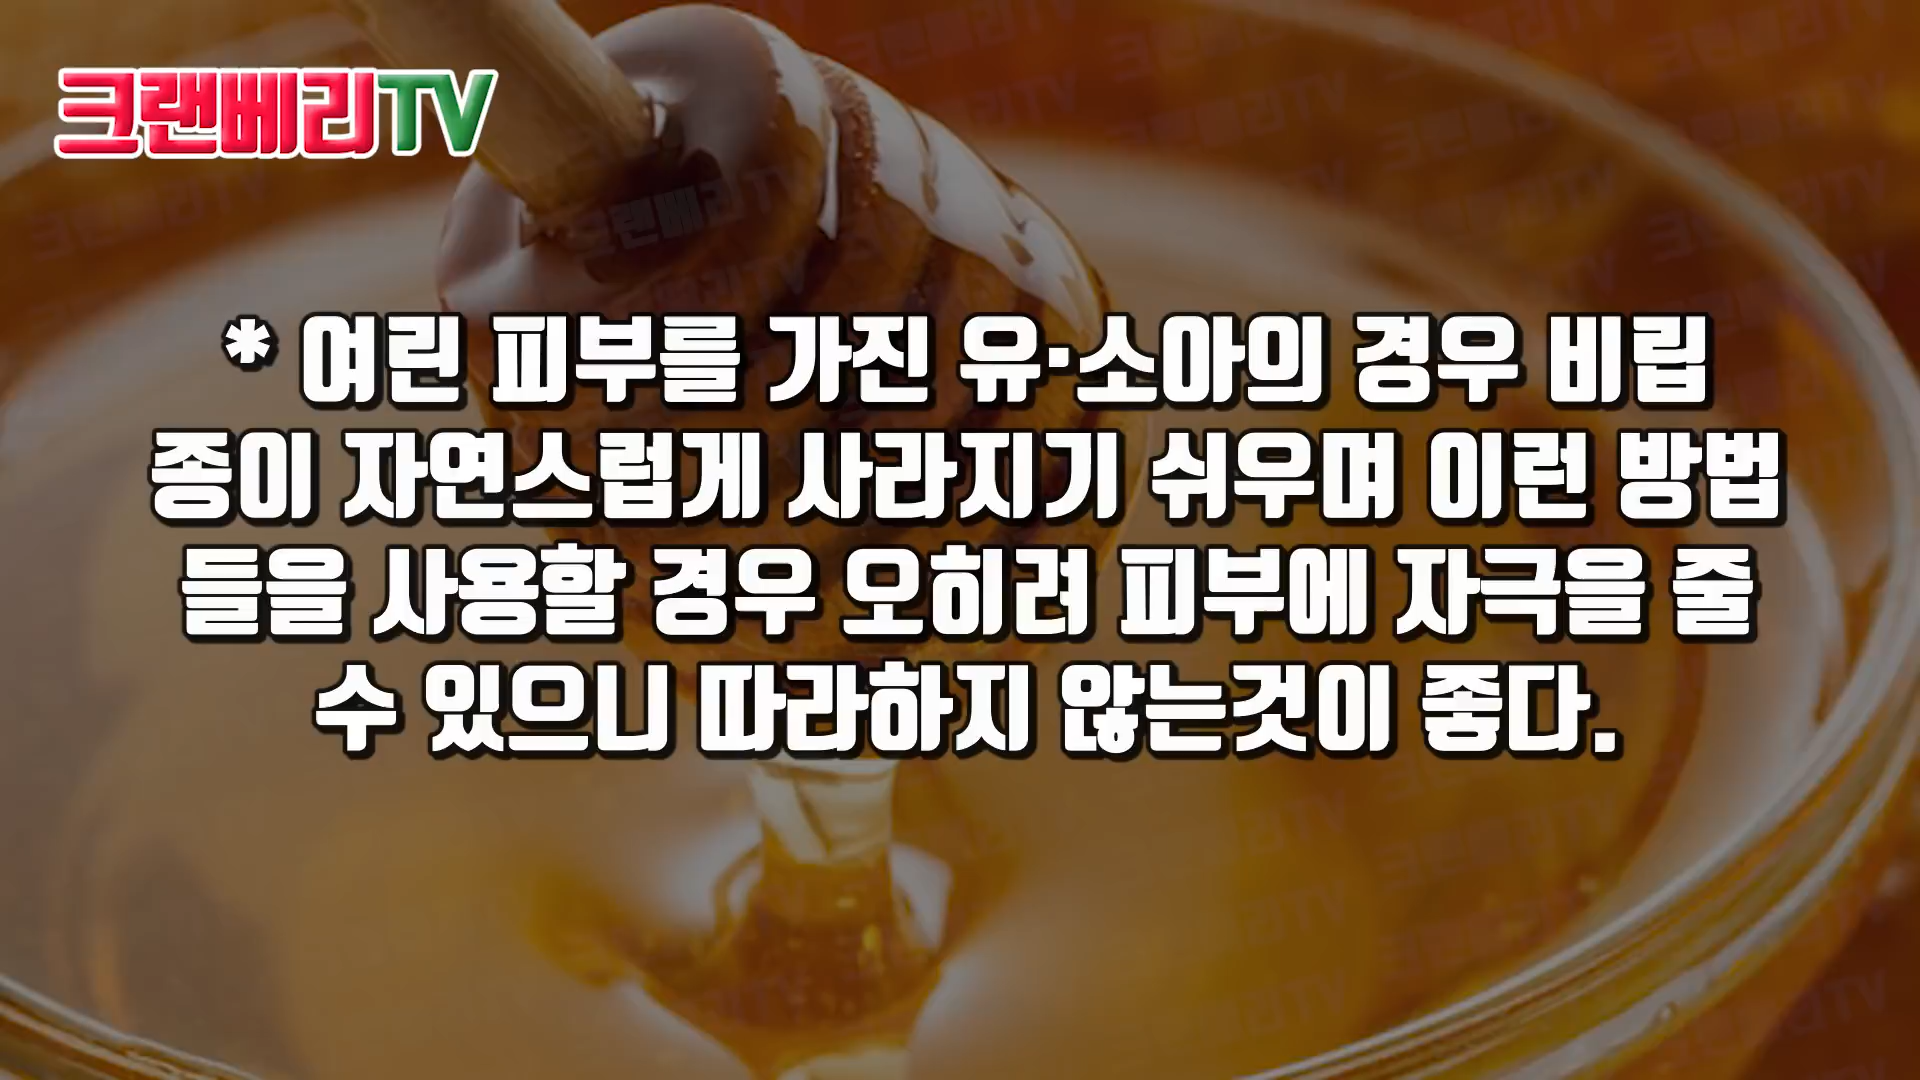 크랜베리TV
* 여린 피부를 가진 유·소아의 경우 비립
종이 자연스럽게 사라지기 쉬우며 이런 방법
들을 사용할 경우 오히려 피부에 자극을 줄
수 있으니 따라하지 않는것이 좋다.